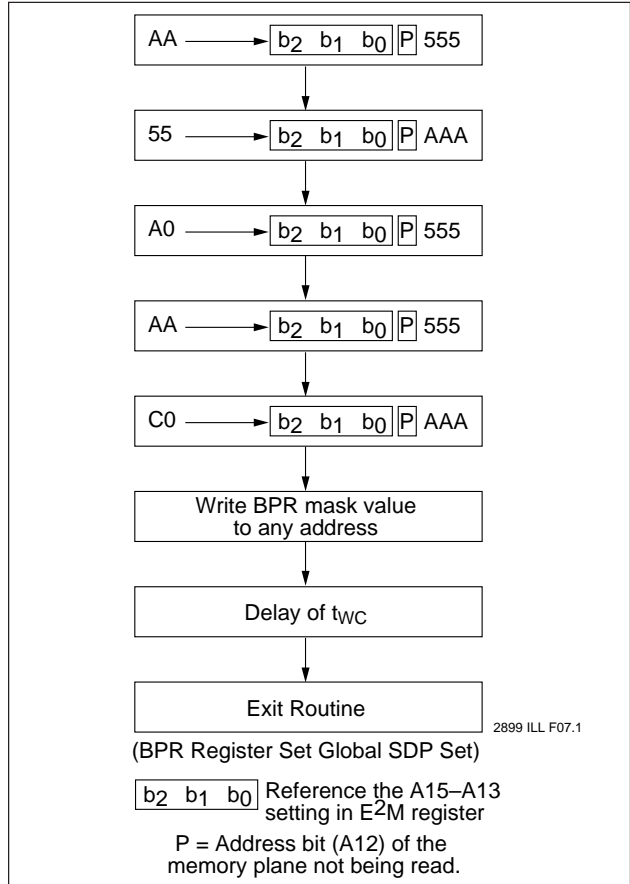 AA b2 b1 b0 P 555
55 b2 b1 b0 P AAA
A0 b2 b1 b0 P 555
AA b2 b1 b0 P 555
C0 b2 b1 b0 P AAA
Write BPR mask value
to any address
Delay of tWC
Exit Routine
2899 ILL F07.1
(BPR Register Set Global SDP Set)
b2 b1 b0 Reference the A15–A13
setting in E2M register
P = Address bit (A12) of the
memory plane not being read.